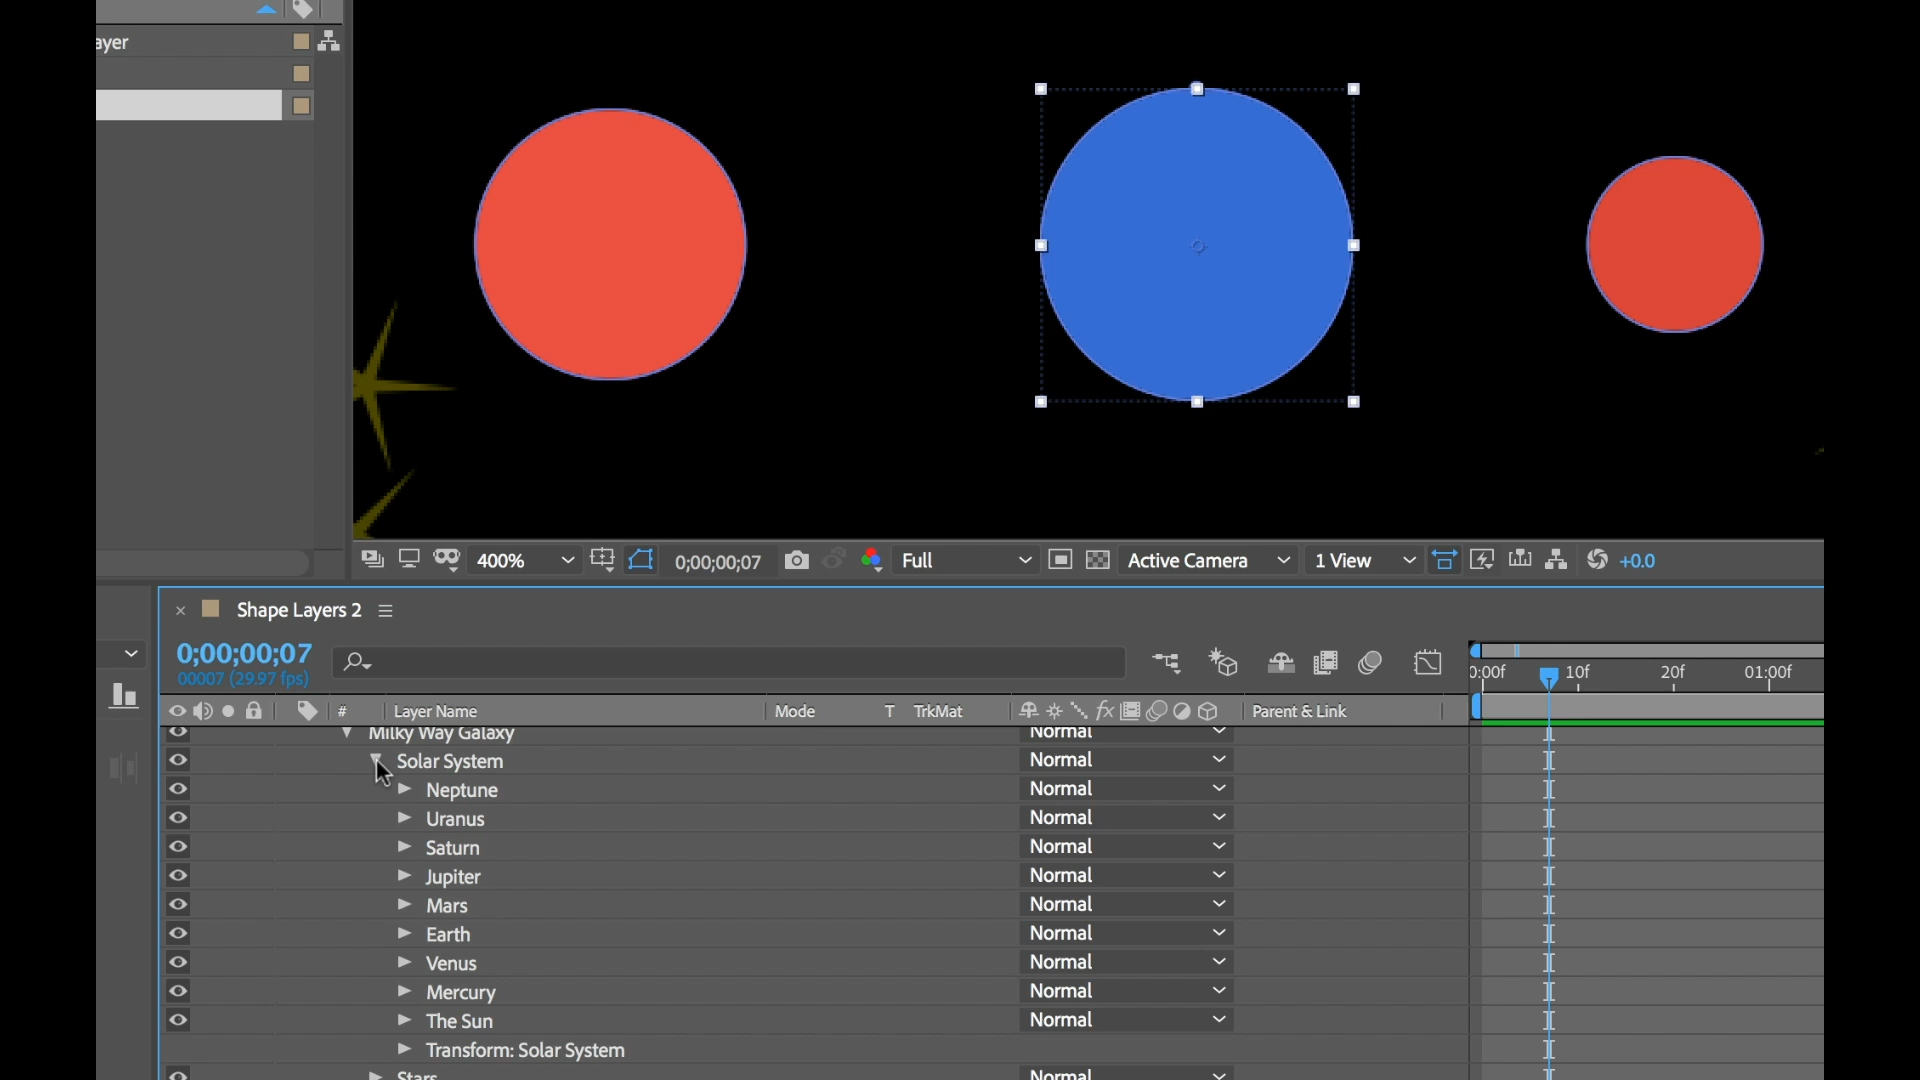 ayer
400%
0;00;00;07
Full
Active Camera
1 View
+0.0
Shape Layers 2
0;00;00;07
00007 (29.97 fps)
0:00f 10f 20f 01:00f
# Layer Name Mode T TrkMat fx Parent & Link
Milky Way Galaxy Normal
Solar System Normal
Neptune Normal
Uranus Normal
Saturn Normal
Jupiter Normal
Mars Normal
Earth Normal
Venus Normal
Mercury Normal
The Sun Normal
Transform: Solar System
Stars Normal